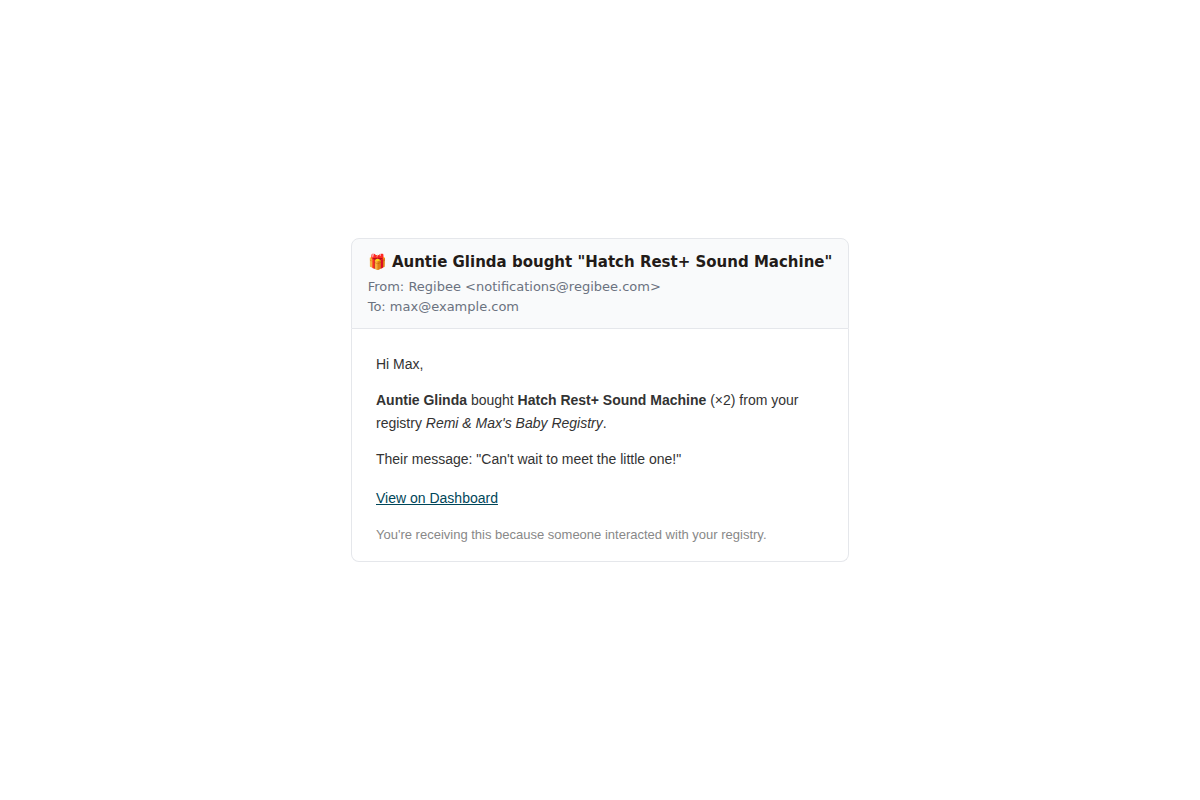 🎁 Auntie Glinda bought "Hatch Rest+ Sound Machine"
From: Regibee <notifications@regibee.com>
To: max@example.com
Hi Max,
Auntie Glinda bought Hatch Rest+ Sound Machine (×2) from your
registry Remi & Max's Baby Registry.
Their message: "Can't wait to meet the little one!"
View on Dashboard
You're receiving this because someone interacted with your registry.